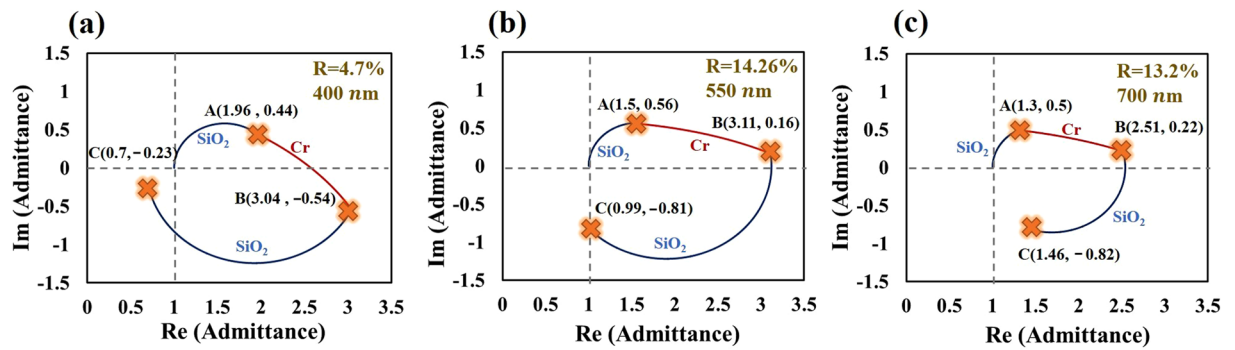 (a)
1.5
1
0.5
0
-0.5
-1
-1.5
0
0.5
1
1.5
2
2.5
3
3.5
Im (Admittance)
Re (Admittance)
R=4.7%
400 nm
A(1.96 , 0.44)
SiO₂
Cr
C(0.7,−0.23)
B(3.04 , −0.54)
SiO₂
(b)
1.5
1
0.5
0
-0.5
-1
-1.5
0
0.5
1
1.5
2
2.5
3
3.5
Im (Admittance)
Re (Admittance)
R=14.26%
550 nm
A(1.5, 0.56)
B(3.11, 0.16)
SiO₂
Cr
C(0.99, −0.81)
SiO₂
(c)
1.5
1
0.5
0
-0.5
-1
-1.5
0
0.5
1
1.5
2
2.5
3
3.5
Im (Admittance)
Re (Admittance)
R=13.2%
700 nm
A(1.3, 0.5)
B(2.51, 0.22)
SiO₂
Cr
SiO₂
C(1.46, −0.82)